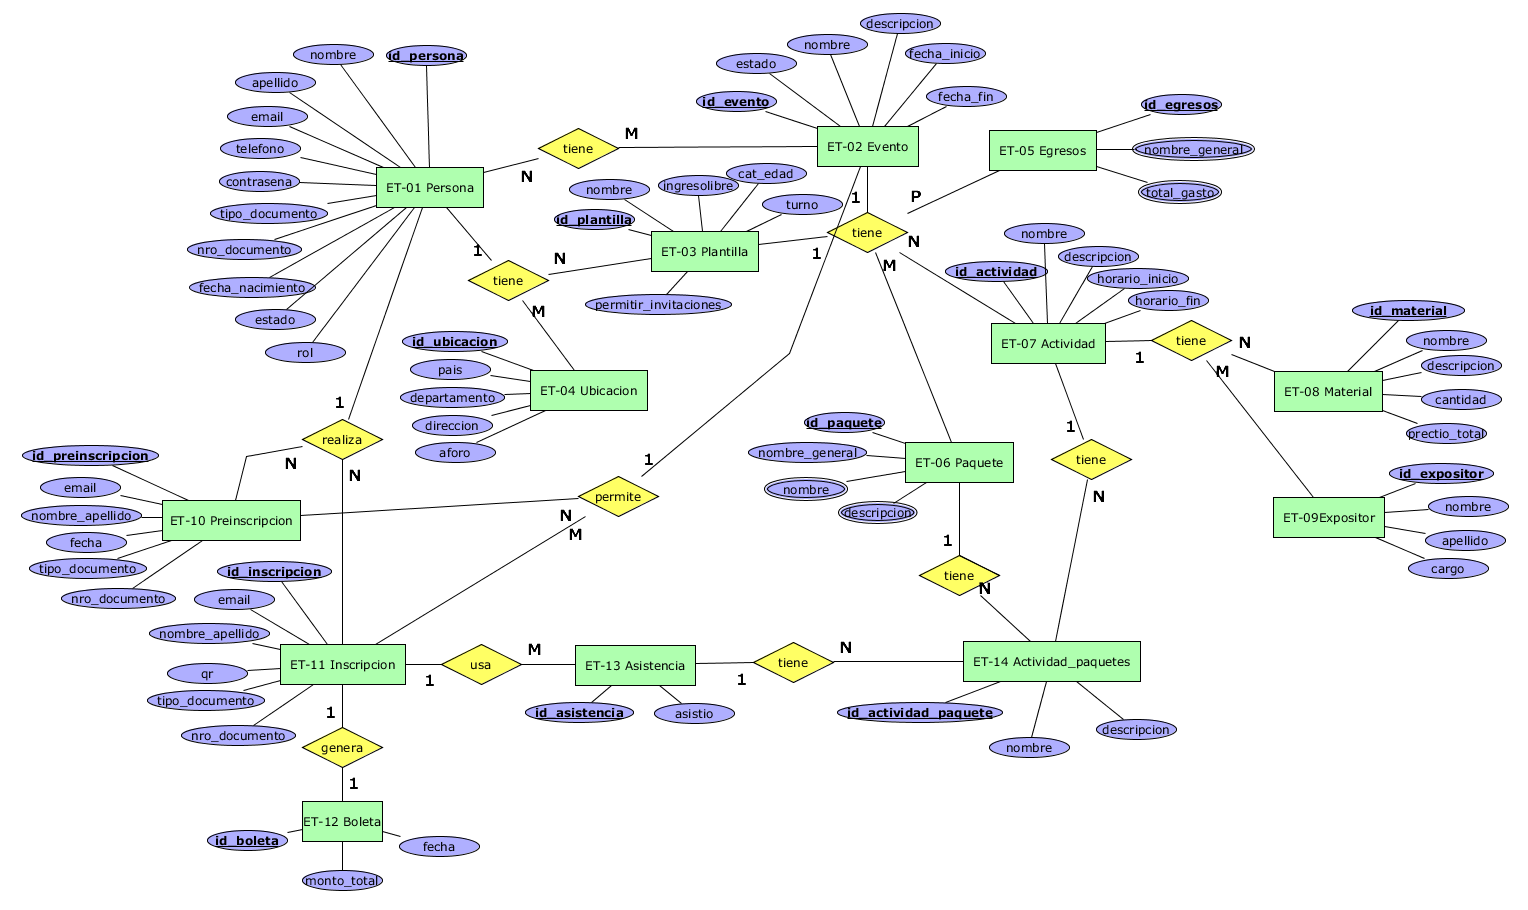 descripcion
nombre
nombre
id_persona
fecha_inicio
estado
apellido
fecha_fin
id_evento
id_egresos
email
M
tiene
ET-02 Evento
telefono
ET-05 Egresos
nombre_general
N
contrasena
ET-01 Persona
cat_edad
nombre
ingresolibre
P
total_gasto
1
tipo_documento
id_plantilla
turno
tiene
nro_documento
1
ET-03 Plantilla
1
N
nombre
N
M
descripcion
id_actividad
horario_inicio
tiene
fecha_nacimiento
permitir_invitaciones
horario_fin
M
estado
id_material
id_ubicacion
ET-07 Actividad
tiene
N
nombre
rol
1
pais
M
descripcion
ET-04 Ubicacion
ET-08 Material
departamento
cantidad
1
direccion
id_paquete
1
prectio_total
realiza
aforo
nombre_general
id_preinscripcion
N
1
ET-06 Paquete
tiene
N
id_expositor
email
nombre
permite
N
nombre
nombre_apellido
ET-10 Preinscripcion
N
descripcion
ET-09Expositor
fecha
M
1
apellido
tipo_documento
id_inscripcion
tiene
cargo
nro_documento
email
N
nombre_apellido
M
N
ET-11 Inscripcion
usa
ET-13 Asistencia
tiene
ET-14 Actividad_paquetes
qr
1
1
tipo_documento
1
id_asistencia
asistio
id_actividad_paquete
nro_documento
descripcion
genera
nombre
1
ET-12 Boleta
id_boleta
fecha
monto_total